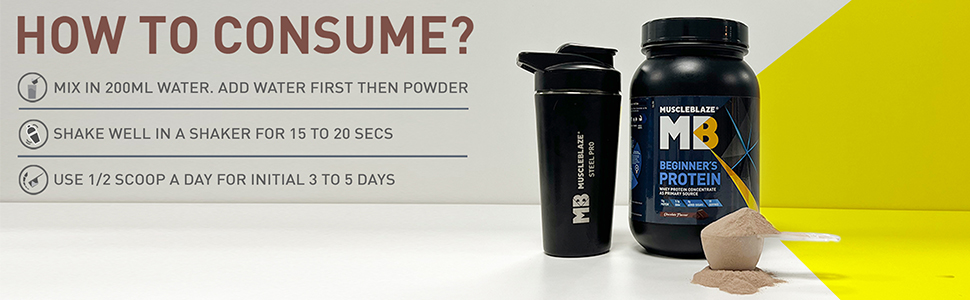 HOW TO CONSUME?
MIX IN 200ML WATER. ADD WATER FIRST THEN POWDER
SHAKE WELL IN A SHAKER FOR 15 TO 20 SECS
USE 1/2 SCOOP A DAY FOR INITIAL 3 TO 5 DAYS
MB MUSCLEBLAZE®
STEEL PRO
MUSCLEBLAZE®
MB
BEGINNER'S
PROTEIN
WHEY PROTEIN CONCENTRATE
AS PRIMARY SOURCE
Chocolate Flavour